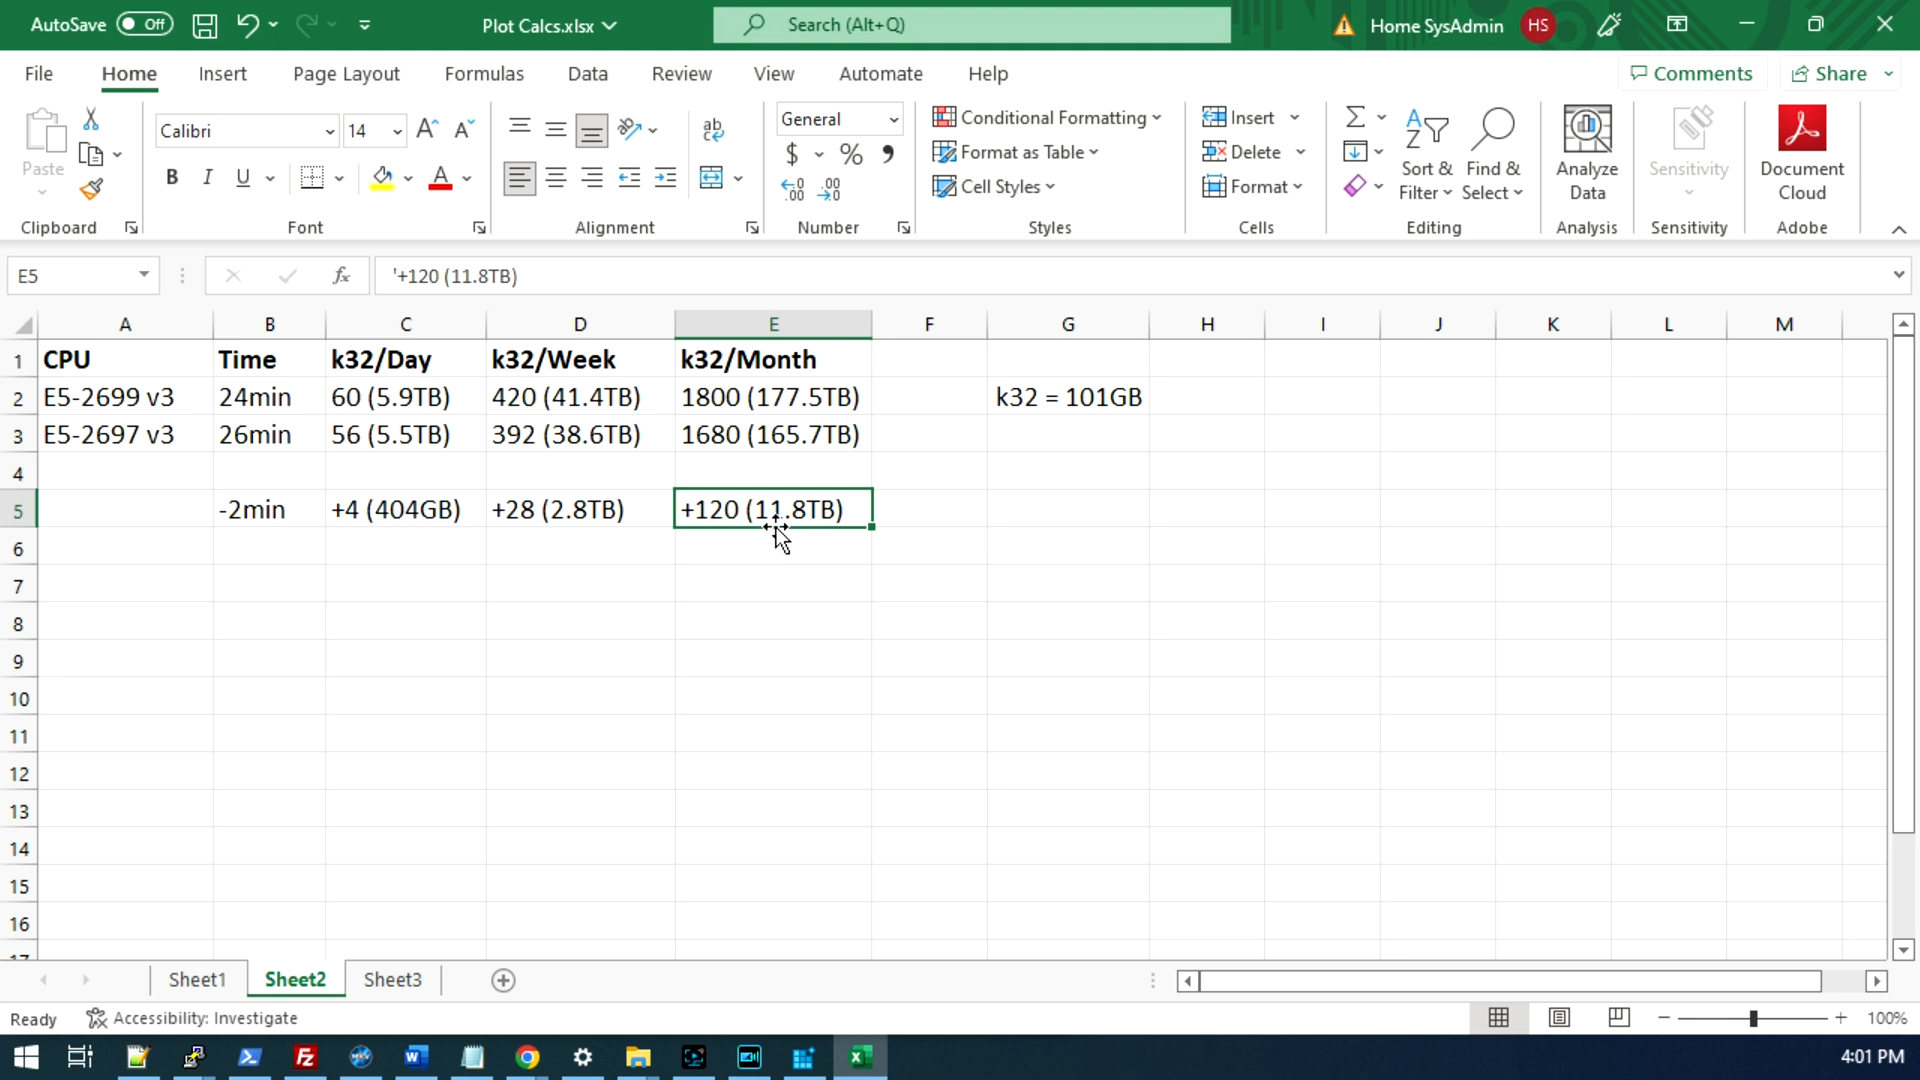 AutoSave Off Plot Calcs.xlsx Search (Alt+Q) Home SysAdmin HS
File Home Insert Page Layout Formulas Data Review View Automate Help Comments Share
Paste
Clipboard
Calibri 14
B I U A
Font
ab
Alignment
General
$ % ,
Number
Conditional Formatting
Format as Table
Cell Styles
Styles
Insert
Delete
Format
Cells
Sort & Filter
Find & Select
Editing
Analyze Data
Analysis
Sensitivity
Sensitivity
Document Cloud
Adobe
E5 fx '+120 (11.8TB)
A B C D E F G H I J K L M
1 CPU Time k32/Day k32/Week k32/Month
2 E5-2699 v3 24min 60 (5.9TB) 420 (41.4TB) 1800 (177.5TB) k32 = 101GB
3 E5-2697 v3 26min 56 (5.5TB) 392 (38.6TB) 1680 (165.7TB)
4
5 -2min +4 (404GB) +28 (2.8TB) +120 (11.8TB)
6
7
8
9
10
11
12
13
14
15
16
17
Sheet1 Sheet2 Sheet3
Ready Accessibility: Investigate 100%
4:01 PM